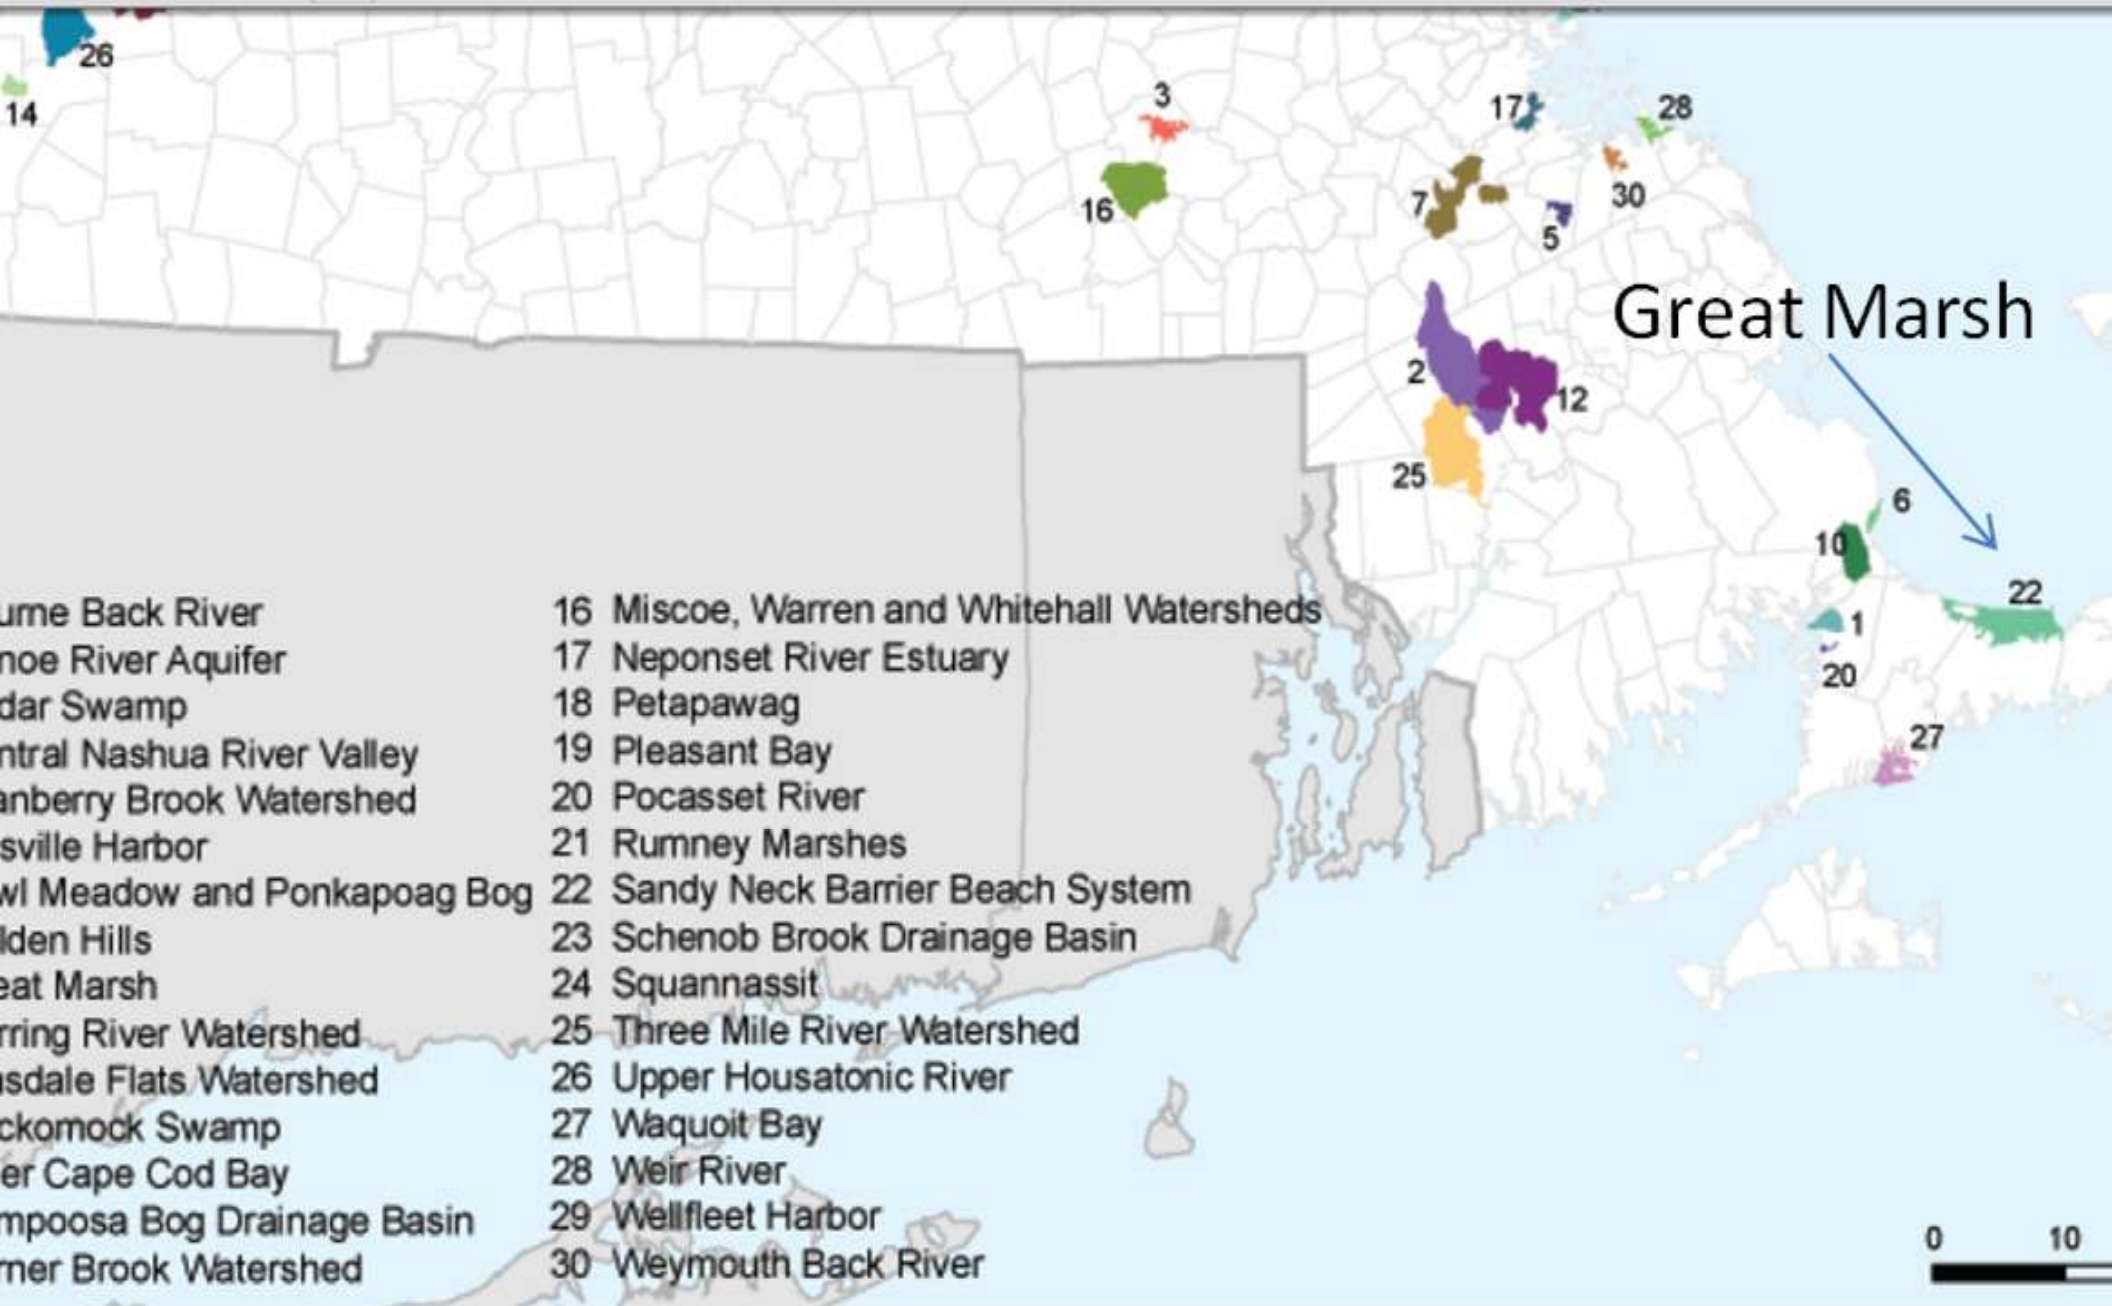 26
14
3
16
17
28
30
7
5
Great Marsh
2
12
25
6
10
22
1
20
27
urne Back River
noe River Aquifer
dar Swamp
ntral Nashua River Valley
anberry Brook Watershed
sville Harbor
wl Meadow and Ponkapoag Bog
lden Hills
eat Marsh
rring River Watershed
nsdale Flats Watershed
ckomock Swamp
er Cape Cod Bay
mpoosa Bog Drainage Basin
rner Brook Watershed
16 Miscoe, Warren and Whitehall Watersheds
17 Neponset River Estuary
18 Petapawag
19 Pleasant Bay
20 Pocasset River
21 Rumney Marshes
22 Sandy Neck Barrier Beach System
23 Schenob Brook Drainage Basin
24 Squannassit
25 Three Mile River Watershed
26 Upper Housatonic River
27 Waquoit Bay
28 Weir River
29 Wellfleet Harbor
30 Weymouth Back River
0 10